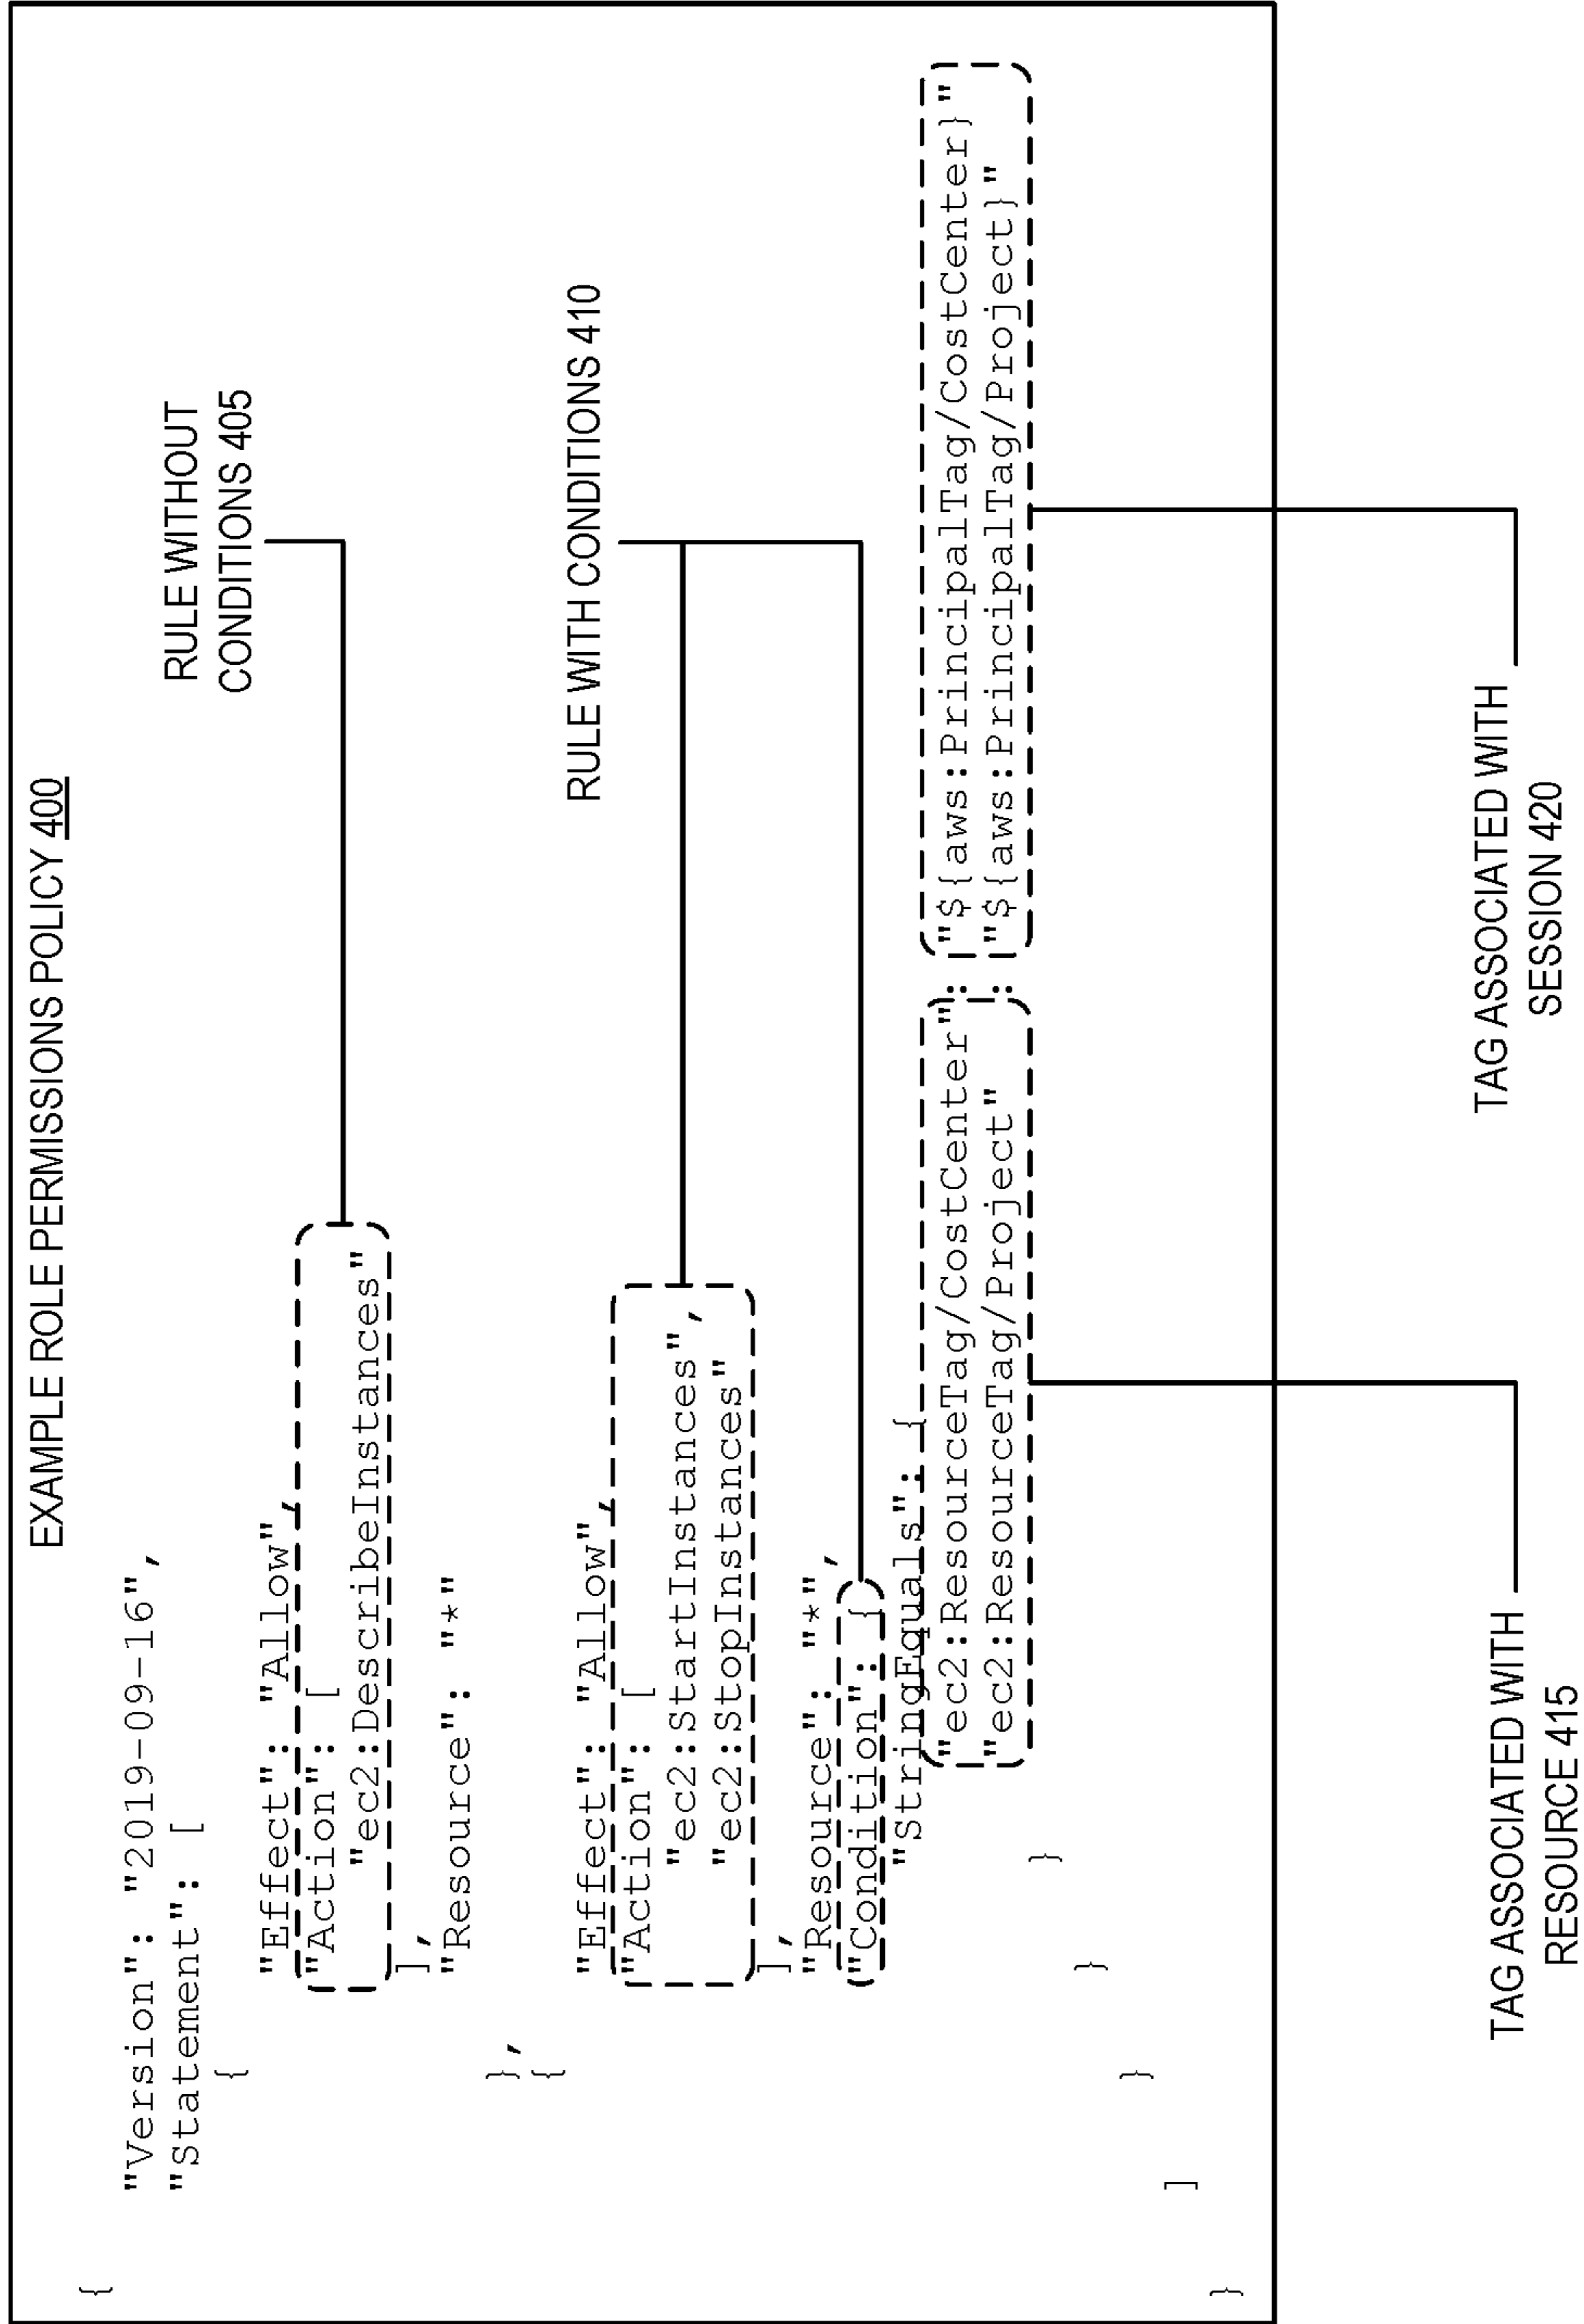 EXAMPLE ROLE PERMISSIONS POLICY 400
{
"Version": "2019-09-16",
"Statement": [
{
"Effect": "Allow",
"Action": [
"ec2:DescribeInstances"
],
"Resource": "*"
},
{
"Effect": "Allow",
"Action": [
"ec2:StartInstances",
"ec2:StopInstances"
],
"Resource": "*",
"Condition": {
"StringEquals": {
"ec2:ResourceTag/CostCenter": "${aws:PrincipalTag/CostCenter}"
"ec2:ResourceTag/Project" : "${aws:PrincipalTag/Project}"
}
}
}
]
}
RULE WITHOUT
CONDITIONS 405
RULE WITH CONDITIONS 410
TAG ASSOCIATED WITH
RESOURCE 415
TAG ASSOCIATED WITH
SESSION 420